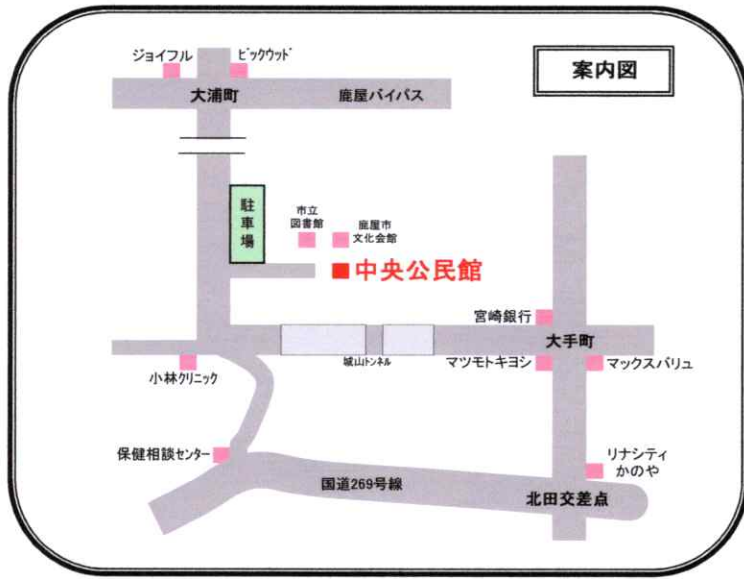 ジョイフル
ビックウッド
案内図
大浦町
鹿屋バイパス
駐車場
市立
図書館
鹿屋市
文化会館
中央公民館
宮崎銀行
大手町
城山トンネル
マツモトキヨシ
マックスバリュ
小林クリニック
保健相談センター
リナシティ
かのや
国道269号線
北田交差点